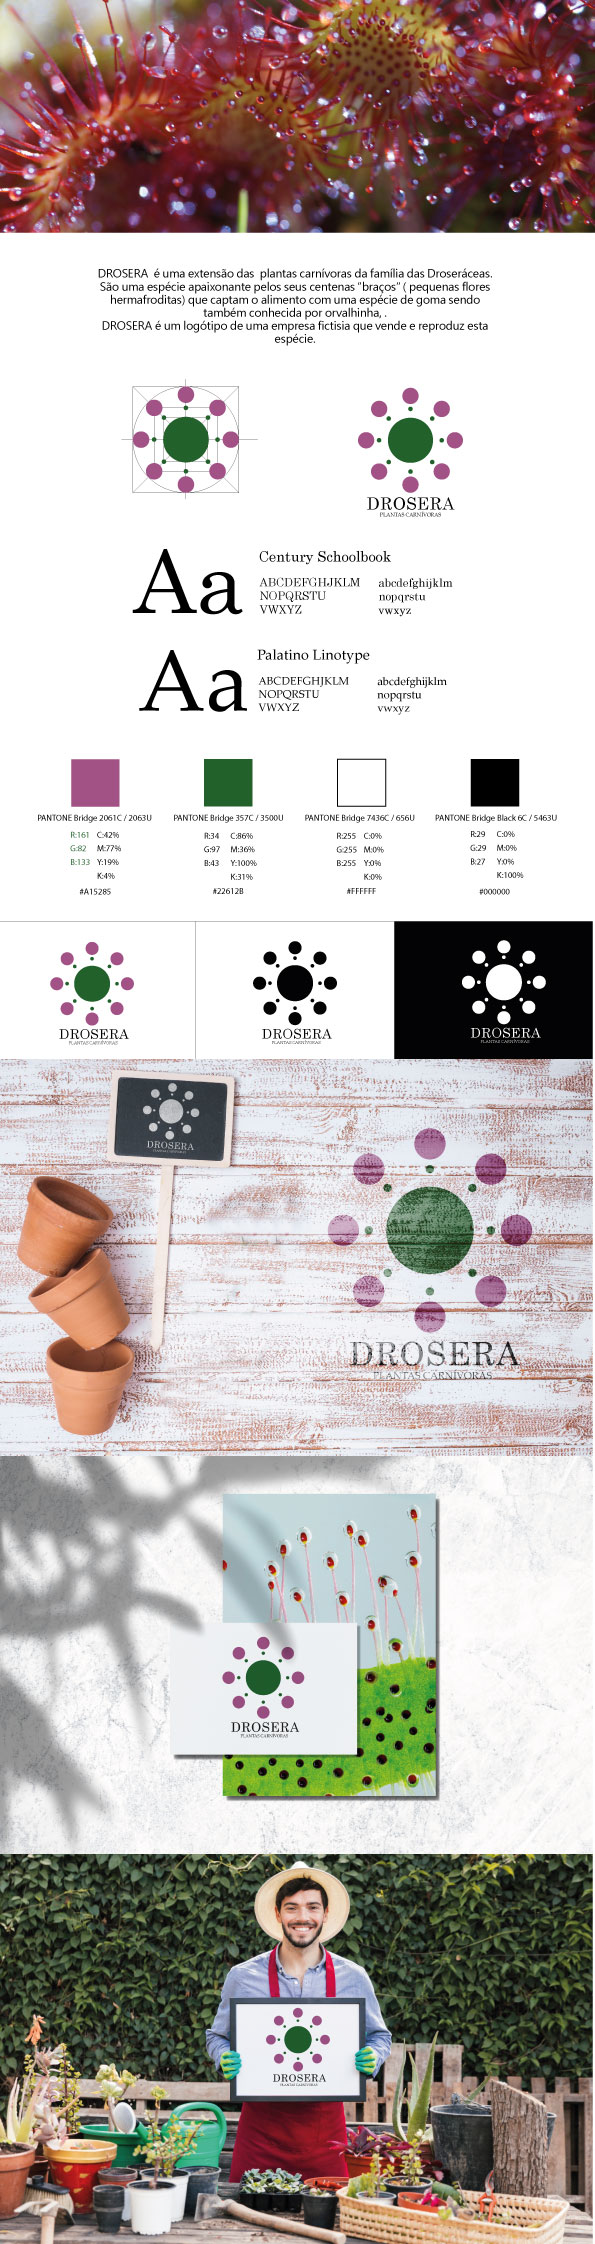 DROSERA  é uma extensão das  plantas carnívoras da família das Droseráceas.
São uma espécie apaixonante pelos seus centenas "braços" ( pequenas flores
hermafroditas) que captam o alimento com uma espécie de goma sendo
também conhecida por orvalhinha, .
DROSERA é um logótipo de uma empresa fictisia que vende e reproduz esta
espécie.
DROSERA
PLANTAS CARNÍVORAS
Aa
Century Schoolbook
ABCDEFGHJKLM
NOPQRSTU
VWXYZ
abcdefghijklm
nopqrstu
vwxyz
Aa
Palatino Linotype
ABCDEFGHJKLM
NOPQRSTU
VWXYZ
abcdefghijklm
nopqrstu
vwxyz
PANTONE Bridge 2061C / 2063U
R:161 C:42%
G:82 M:77%
B:133 Y:19%
K:4%
#A15285
PANTONE Bridge 357C / 3500U
R:34 C:86%
G:97 M:36%
B:43 Y:100%
K:31%
#22612B
PANTONE Bridge 7436C / 656U
R:255 C:0%
G:255 M:0%
B:255 Y:0%
K:0%
#FFFFFF
PANTONE Bridge Black 6C / 5463U
R:29 C:0%
G:29 M:0%
B:27 Y:0%
K:100%
#000000
DROSERA
PLANTAS CARNÍVORAS
DROSERA
PLANTAS CARNÍVORAS
DROSERA
PLANTAS CARNÍVORAS
DROSERA
PLANTAS CARNÍVORAS
DROSERA
PLANTAS CARNÍVORAS
DROSERA
PLANTAS CARNÍVORAS
DROSERA
PLANTAS CARNÍVORAS